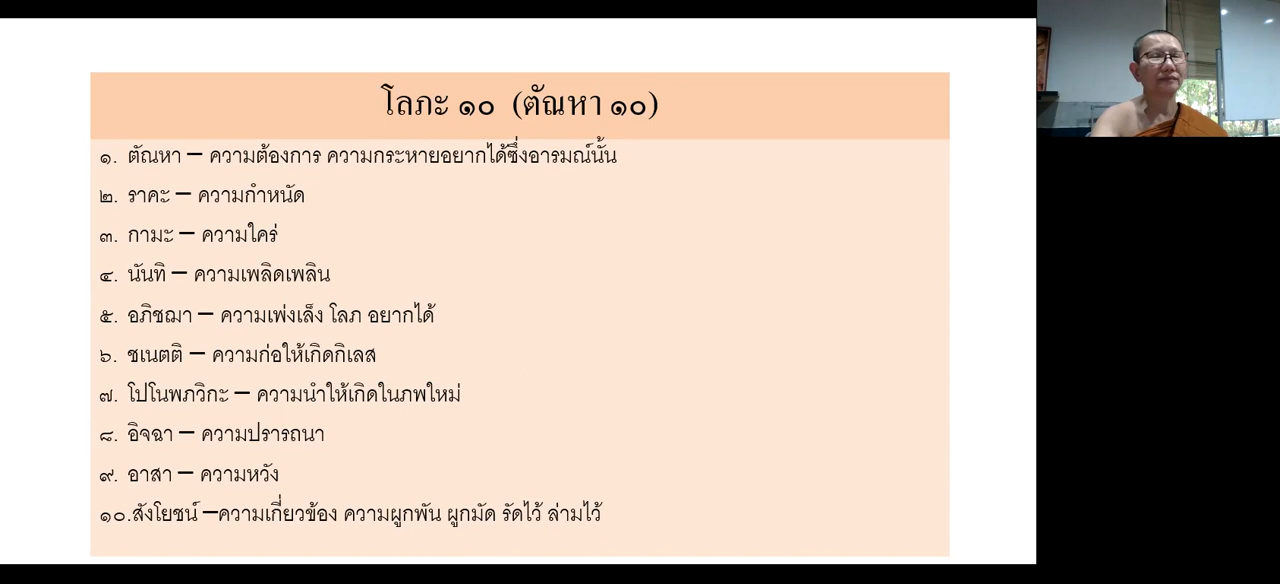 โลภะ ๑๐ (ตัณหา ๑๐)
๑. ตัณหา – ความต้องการ ความกระหายอยากได้ซึ่งอารมณ์นั้น
๒. ราคะ – ความกำหนัด
๓. กามะ – ความใคร่
๔. นันทิ – ความเพลิดเพลิน
๕. อภิชฌา – ความเพ่งเล็ง โลภ อยากได้
๖. ชเนตติ – ความก่อให้เกิดกิเลส
๗. โปโนพภวิกะ – ความนำให้เกิดในภพใหม่
๘. อิจฉา – ความปรารถนา
๙. อาสา – ความหวัง
๑๐.สังโยชน์ –ความเกี่ยวข้อง ความผูกพัน ผูกมัด รัดไว้ ล่ามไว้